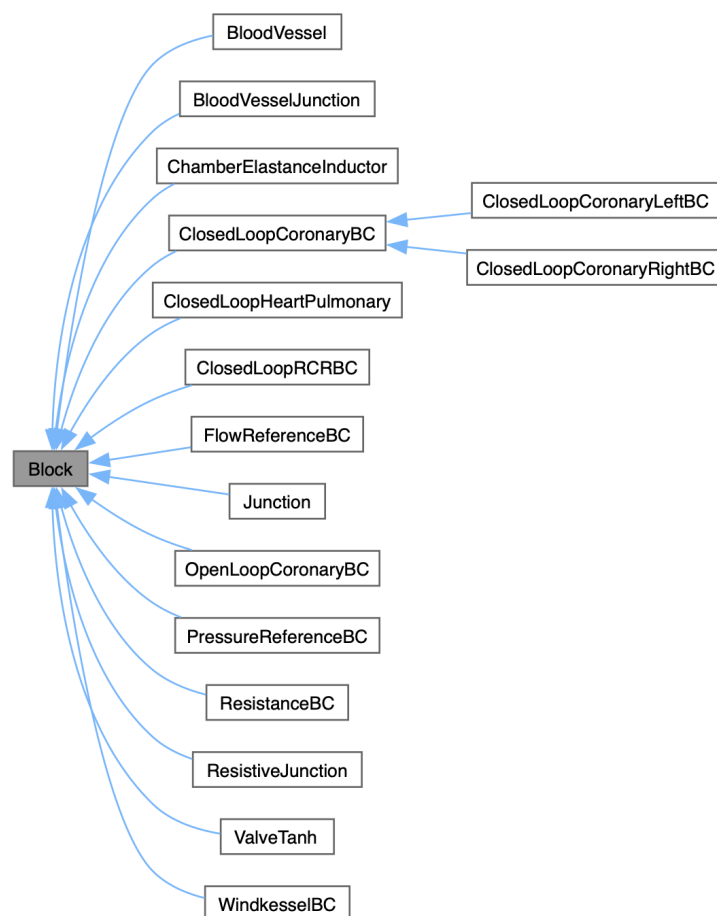 BloodVessel
BloodVesselJunction
ChamberElastanceInductor
ClosedLoopCoronaryLeftBC
ClosedLoopCoronaryBC
ClosedLoopCoronaryRightBC
ClosedLoopHeartPulmonary
ClosedLoopRCRBC
FlowReferenceBC
Block
Junction
OpenLoopCoronaryBC
PressureReferenceBC
ResistanceBC
ResistiveJunction
ValveTanh
WindkesselBC